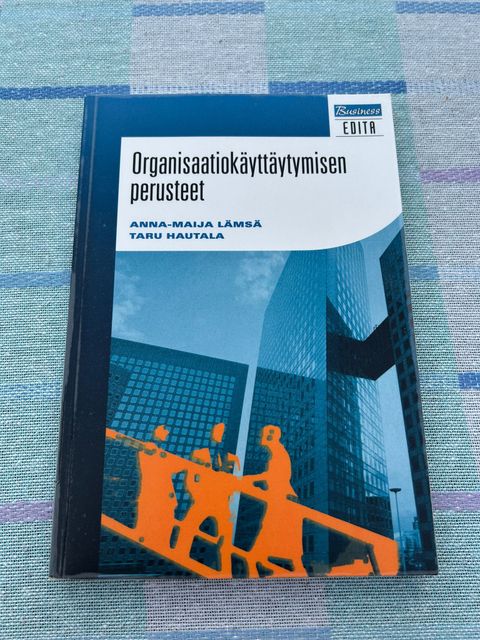 Business
EDITA
Organisaatiokäyttäytymisen
perusteet
ANNA-MAIJA LÄMSÄ
TARU HAUTALA